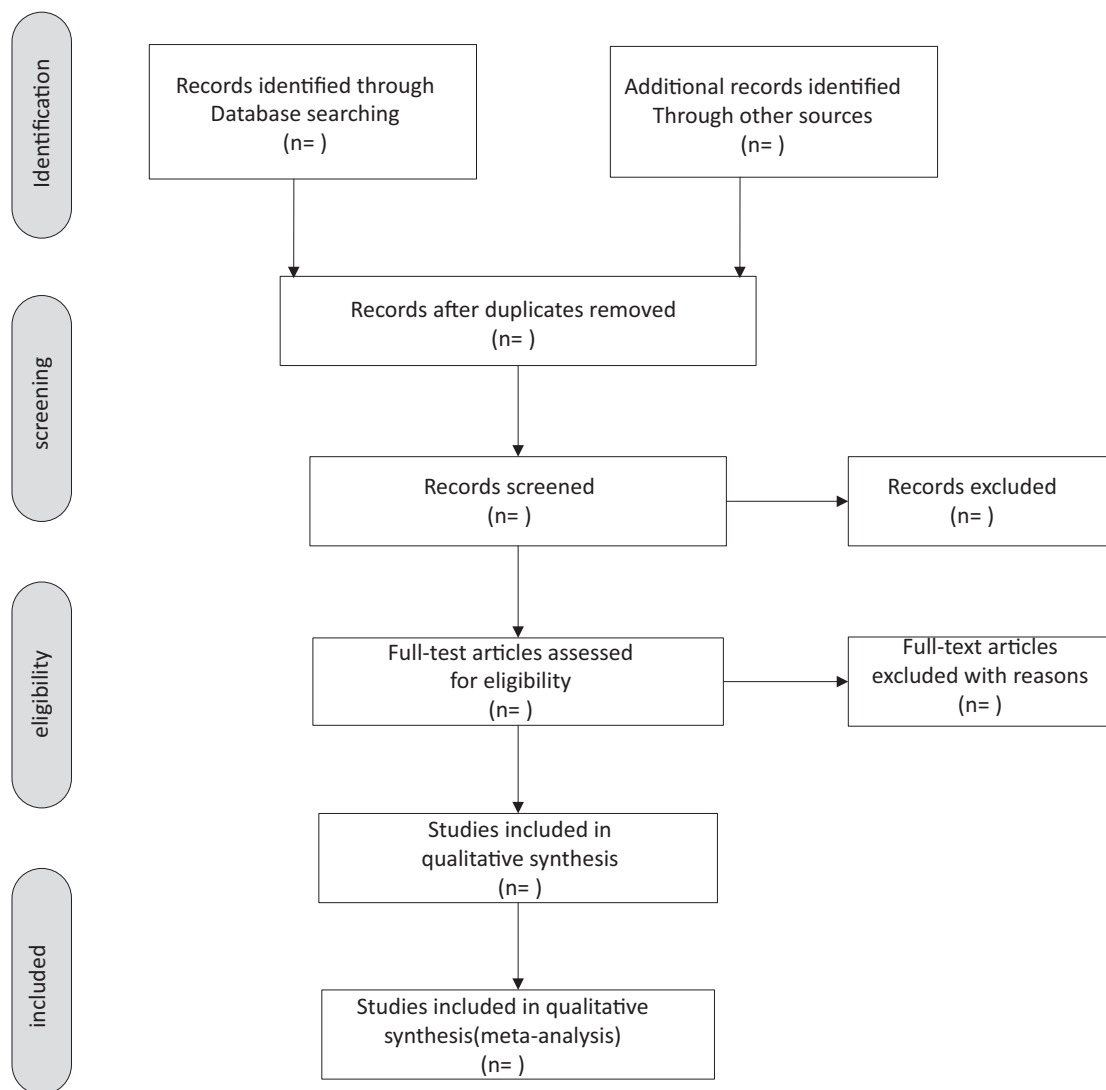 Identification
Records identified through
Database searching
(n= )
Additional records identified
Through other sources
(n= )
Records after duplicates removed
(n= )
screening
Records screened
(n= )
Records excluded
(n= )
eligibility
Full-test articles assessed
for eligibility
(n= )
Full-text articles
excluded with reasons
(n= )
Studies included in
qualitative synthesis
(n= )
included
Studies included in qualitative
synthesis(meta-analysis)
(n= )